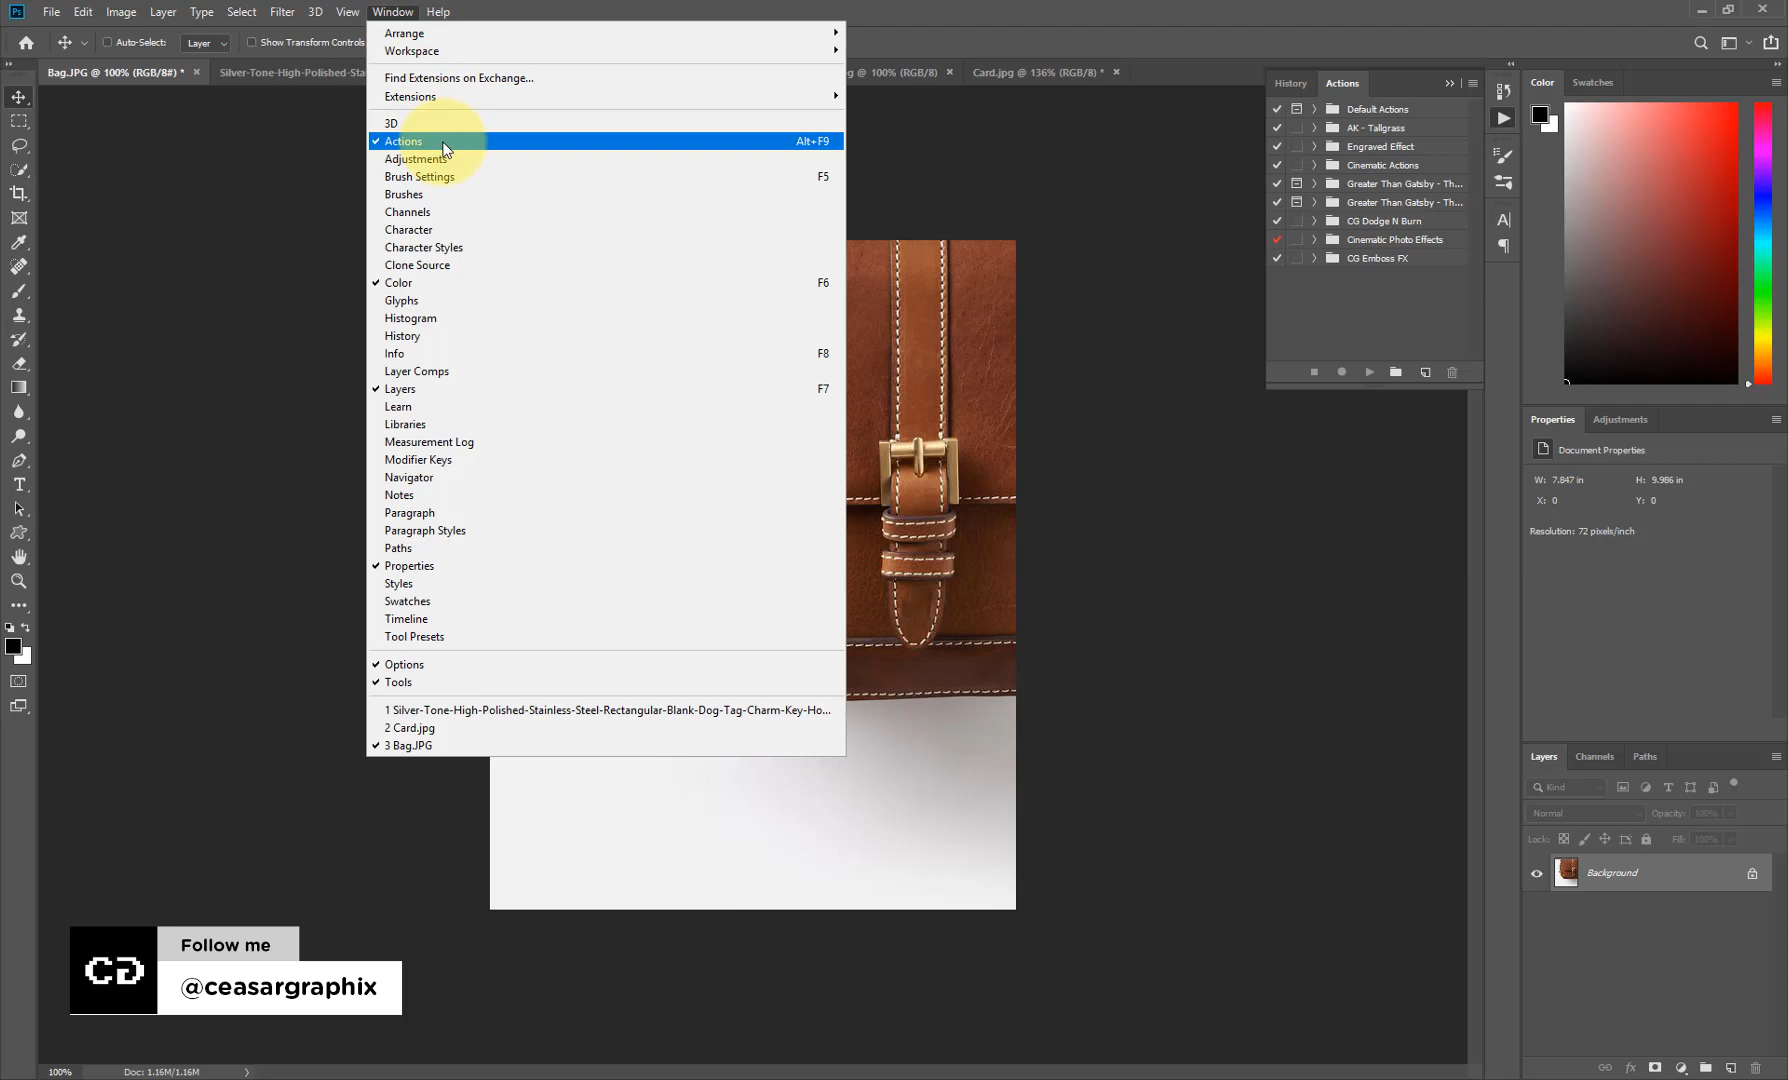 Ps File Edit Image Layer Type Select Filter 3D View Window Help
Auto-Select: Layer Show Transform Controls
Bag.JPG @ 100% (RGB/8#) * × Silver-Tone-High-Polished-Sta g @ 100% (RGB/8) × Card.jpg @ 136% (RGB/8) * ×
Arrange
Workspace
Find Extensions on Exchange...
Extensions
3D
Actions Alt+F9
Adjustments
Brush Settings F5
Brushes
Channels
Character
Character Styles
Clone Source
Color F6
Glyphs
Histogram
History
Info F8
Layer Comps
Layers F7
Learn
Libraries
Measurement Log
Modifier Keys
Navigator
Notes
Paragraph
Paragraph Styles
Paths
Properties
Styles
Swatches
Timeline
Tool Presets
Options
Tools
1 Silver-Tone-High-Polished-Stainless-Steel-Rectangular-Blank-Dog-Tag-Charm-Key-Ho...
2 Card.jpg
3 Bag.JPG
History Actions
Default Actions
AK - Tallgrass
Engraved Effect
Cinematic Actions
Greater Than Gatsby - Th...
Greater Than Gatsby - Th...
CG Dodge N Burn
Cinematic Photo Effects
CG Emboss FX
Color Swatches
Properties Adjustments
Document Properties
W: 7.847 in H: 9.986 in
X: 0 Y: 0
Resolution: 72 pixels/inch
Layers Channels Paths
Kind
Normal Opacity: 100%
Lock: Fill: 100%
Background
fx
CG
Follow me
@ceasargraphix
100% Doc: 1.16M/1.16M